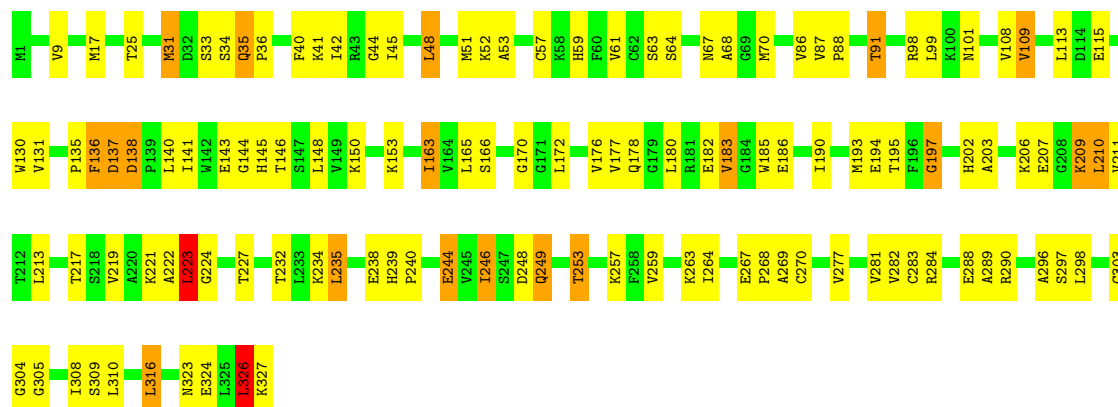 M1 V9 M17 T25 M31 D32 S33 S34 Q35 P36 F40 K41 I42 R43 G44 I45 L48 M51 K52 A53 C57 K58 H59 F60 V61 C62 S63 S64 N67 A68 G69 M70 V86 V87 P88 T91 R98 L99 K100 N101 V108 V109 L113 D114 E115
W130 V131 P135 F136 D137 D138 P139 L140 I141 W142 E143 G144 H145 T146 S147 L148 V149 K150 K153 I163 V164 L165 S166 G170 G171 L172 V176 V177 Q178 G179 L180 R181 E182 V183 G184 W185 E186 I190 M193 E194 T195 F196 G197 H202 A203 K206 E207 G208 K209 L210 V211
T212 L213 T217 S218 V219 A220 K221 A222 L223 G224 T227 T232 L233 K234 L235 E238 H239 P240 E244 V245 I246 S247 D248 Q249 T253 K257 F258 V259 K263 I264 E267 P268 A269 C270 V277 V281 V282 C283 R284 E288 A289 R290 A296 S297 L298 G303
G304 G305 I308 S309 L310 L316 N323 E324 L325 L326 K327